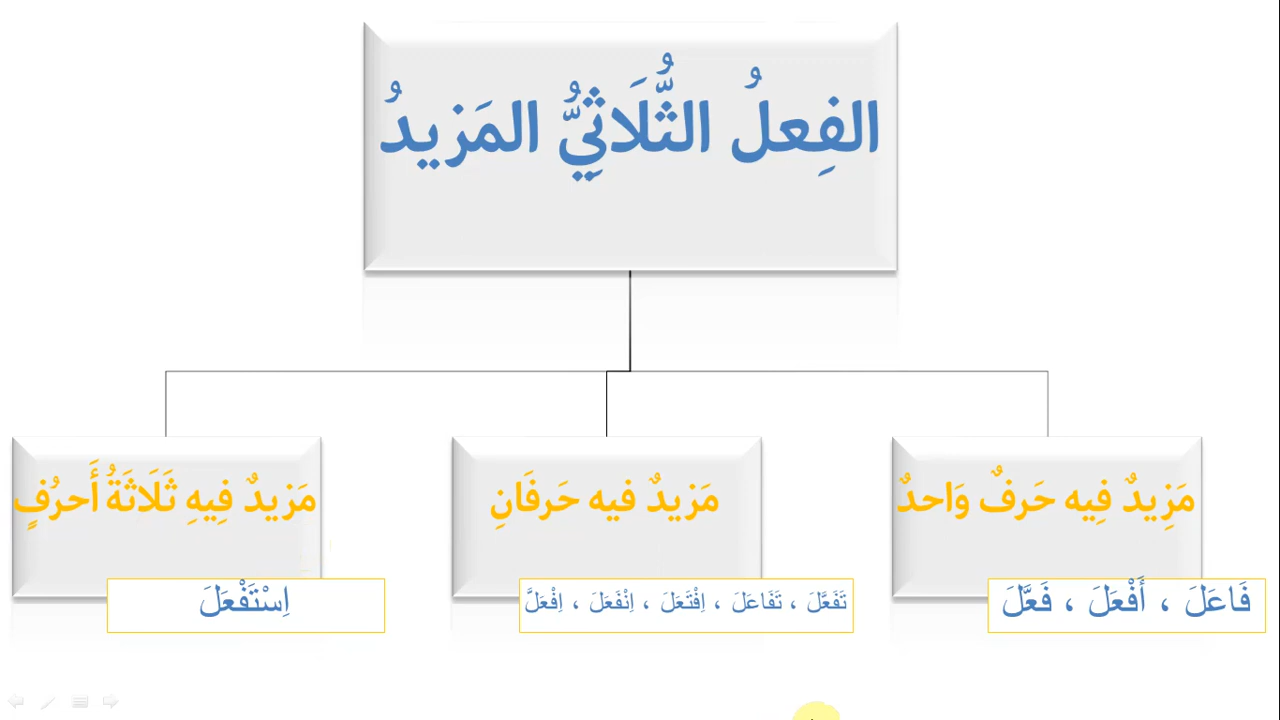 الفِعلُ الثُّلَاثِيُّ المَزيدُ
مَزِيدٌ فِيه حَرفٌ وَاحدٌ
فَاعَلَ ، أَفْعَلَ ، فَعَّلَ
مَزيدٌ فيه حَرفَانِ
تَفَعَّلَ ، تَفَاعَلَ ، اِفْتَعَلَ ، اِنْفَعَلَ ، اِفْعَلَّ
مَزيدٌ فِيهِ ثَلَاثَةُ أَحرُفٍ
اِسْتَفْعَلَ